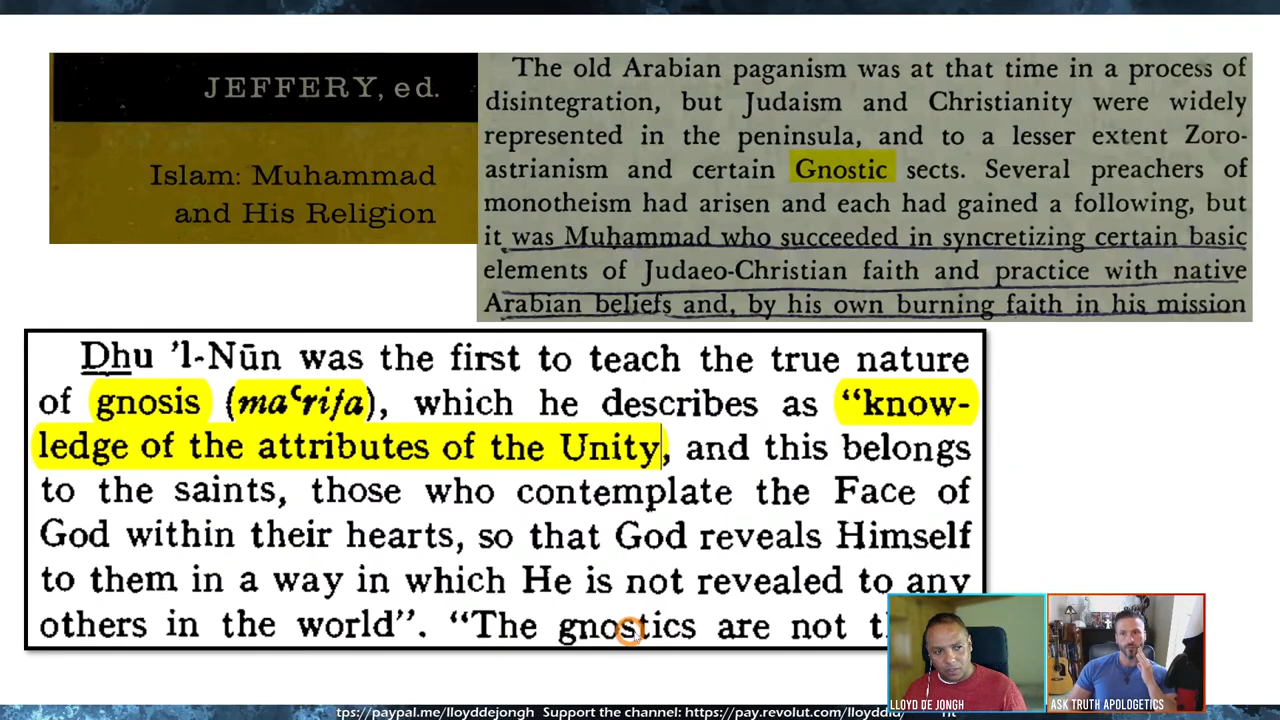 JEFFERY, ed.
Islam: Muhammad
and His Religion
The old Arabian paganism was at that time in a process of
disintegration, but Judaism and Christianity were widely
represented in the peninsula, and to a lesser extent Zoro-
astrianism and certain Gnostic sects. Several preachers of
monotheism had arisen and each had gained a following, but
it was Muḥammad who succeeded in syncretizing certain basic
elements of Judaeo-Christian faith and practice with native
Arabian beliefs and, by his own burning faith in his mission
Dhu 'l-Nūn was the first to teach the true nature
of gnosis (maʿrifa), which he describes as “know-
ledge of the attributes of the Unity, and this belongs
to the saints, those who contemplate the Face of
God within their hearts, so that God reveals Himself
to them in a way in which He is not revealed to any
others in the world”. “The gnostics are not
LLOYD DE JONGH
ASK TRUTH APOLOGETICS
tps://paypal.me/lloyddejongh Support the channel: https://pay.revolut.com/lloyddlu/